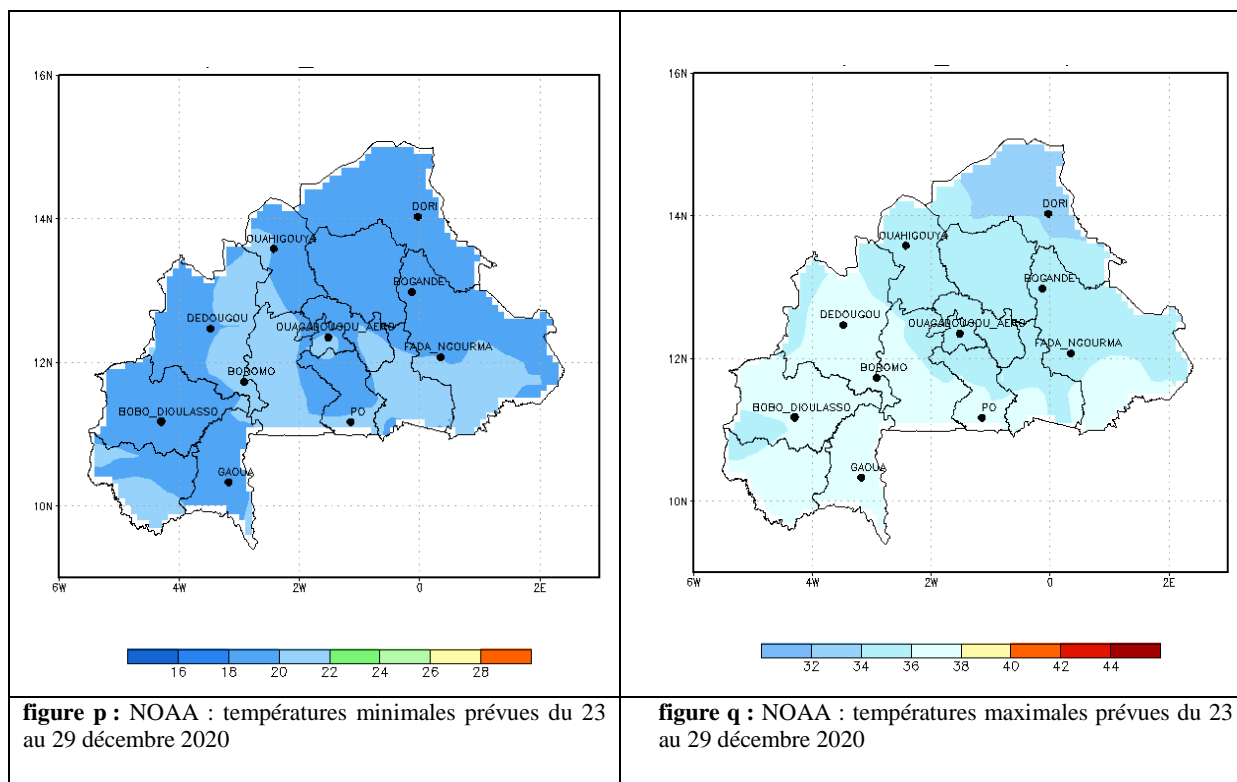 16N
14N
12N
10N
6W 4W 2W 0 2E
DORI
OUAHIGOUYA
BOGANDE
DEDOUGOU
OUAGADOUGOU_AERO
FADA_NGOURMA
BOROMO
BOBO_DIOULASSO
PO
GAOUA
16 18 20 22 24 26 28
figure p : NOAA : températures minimales prévues du 23
au 29 décembre 2020
16N
14N
12N
10N
6W 4W 2W 0 2E
DORI
OUAHIGOUYA
BOGANDE
DEDOUGOU
OUAGADOUGOU_AERO
FADA_NGOURMA
BOROMO
BOBO_DIOULASSO
PO
GAOUA
32 34 36 38 40 42 44
figure q : NOAA : températures maximales prévues du 23
au 29 décembre 2020